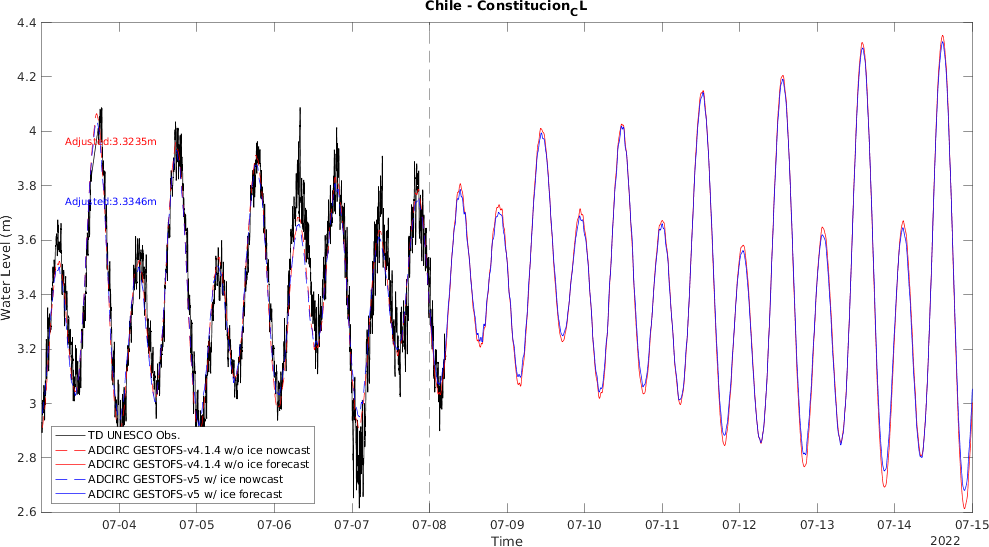 Chile - Constitucion_CL
4.4
4.2
4
3.8
3.6
3.4
3.2
3
2.8
2.6
Water Level (m)
Adjusted:3.3235m
Adjusted:3.3346m
TD UNESCO Obs.
ADCIRC GESTOFS-v4.1.4 w/o ice nowcast
ADCIRC GESTOFS-v4.1.4 w/o ice forecast
ADCIRC GESTOFS-v5 w/ ice nowcast
ADCIRC GESTOFS-v5 w/ ice forecast
07-04 07-05 07-06 07-07 07-08 07-09 07-10 07-11 07-12 07-13 07-14 07-15
Time
2022